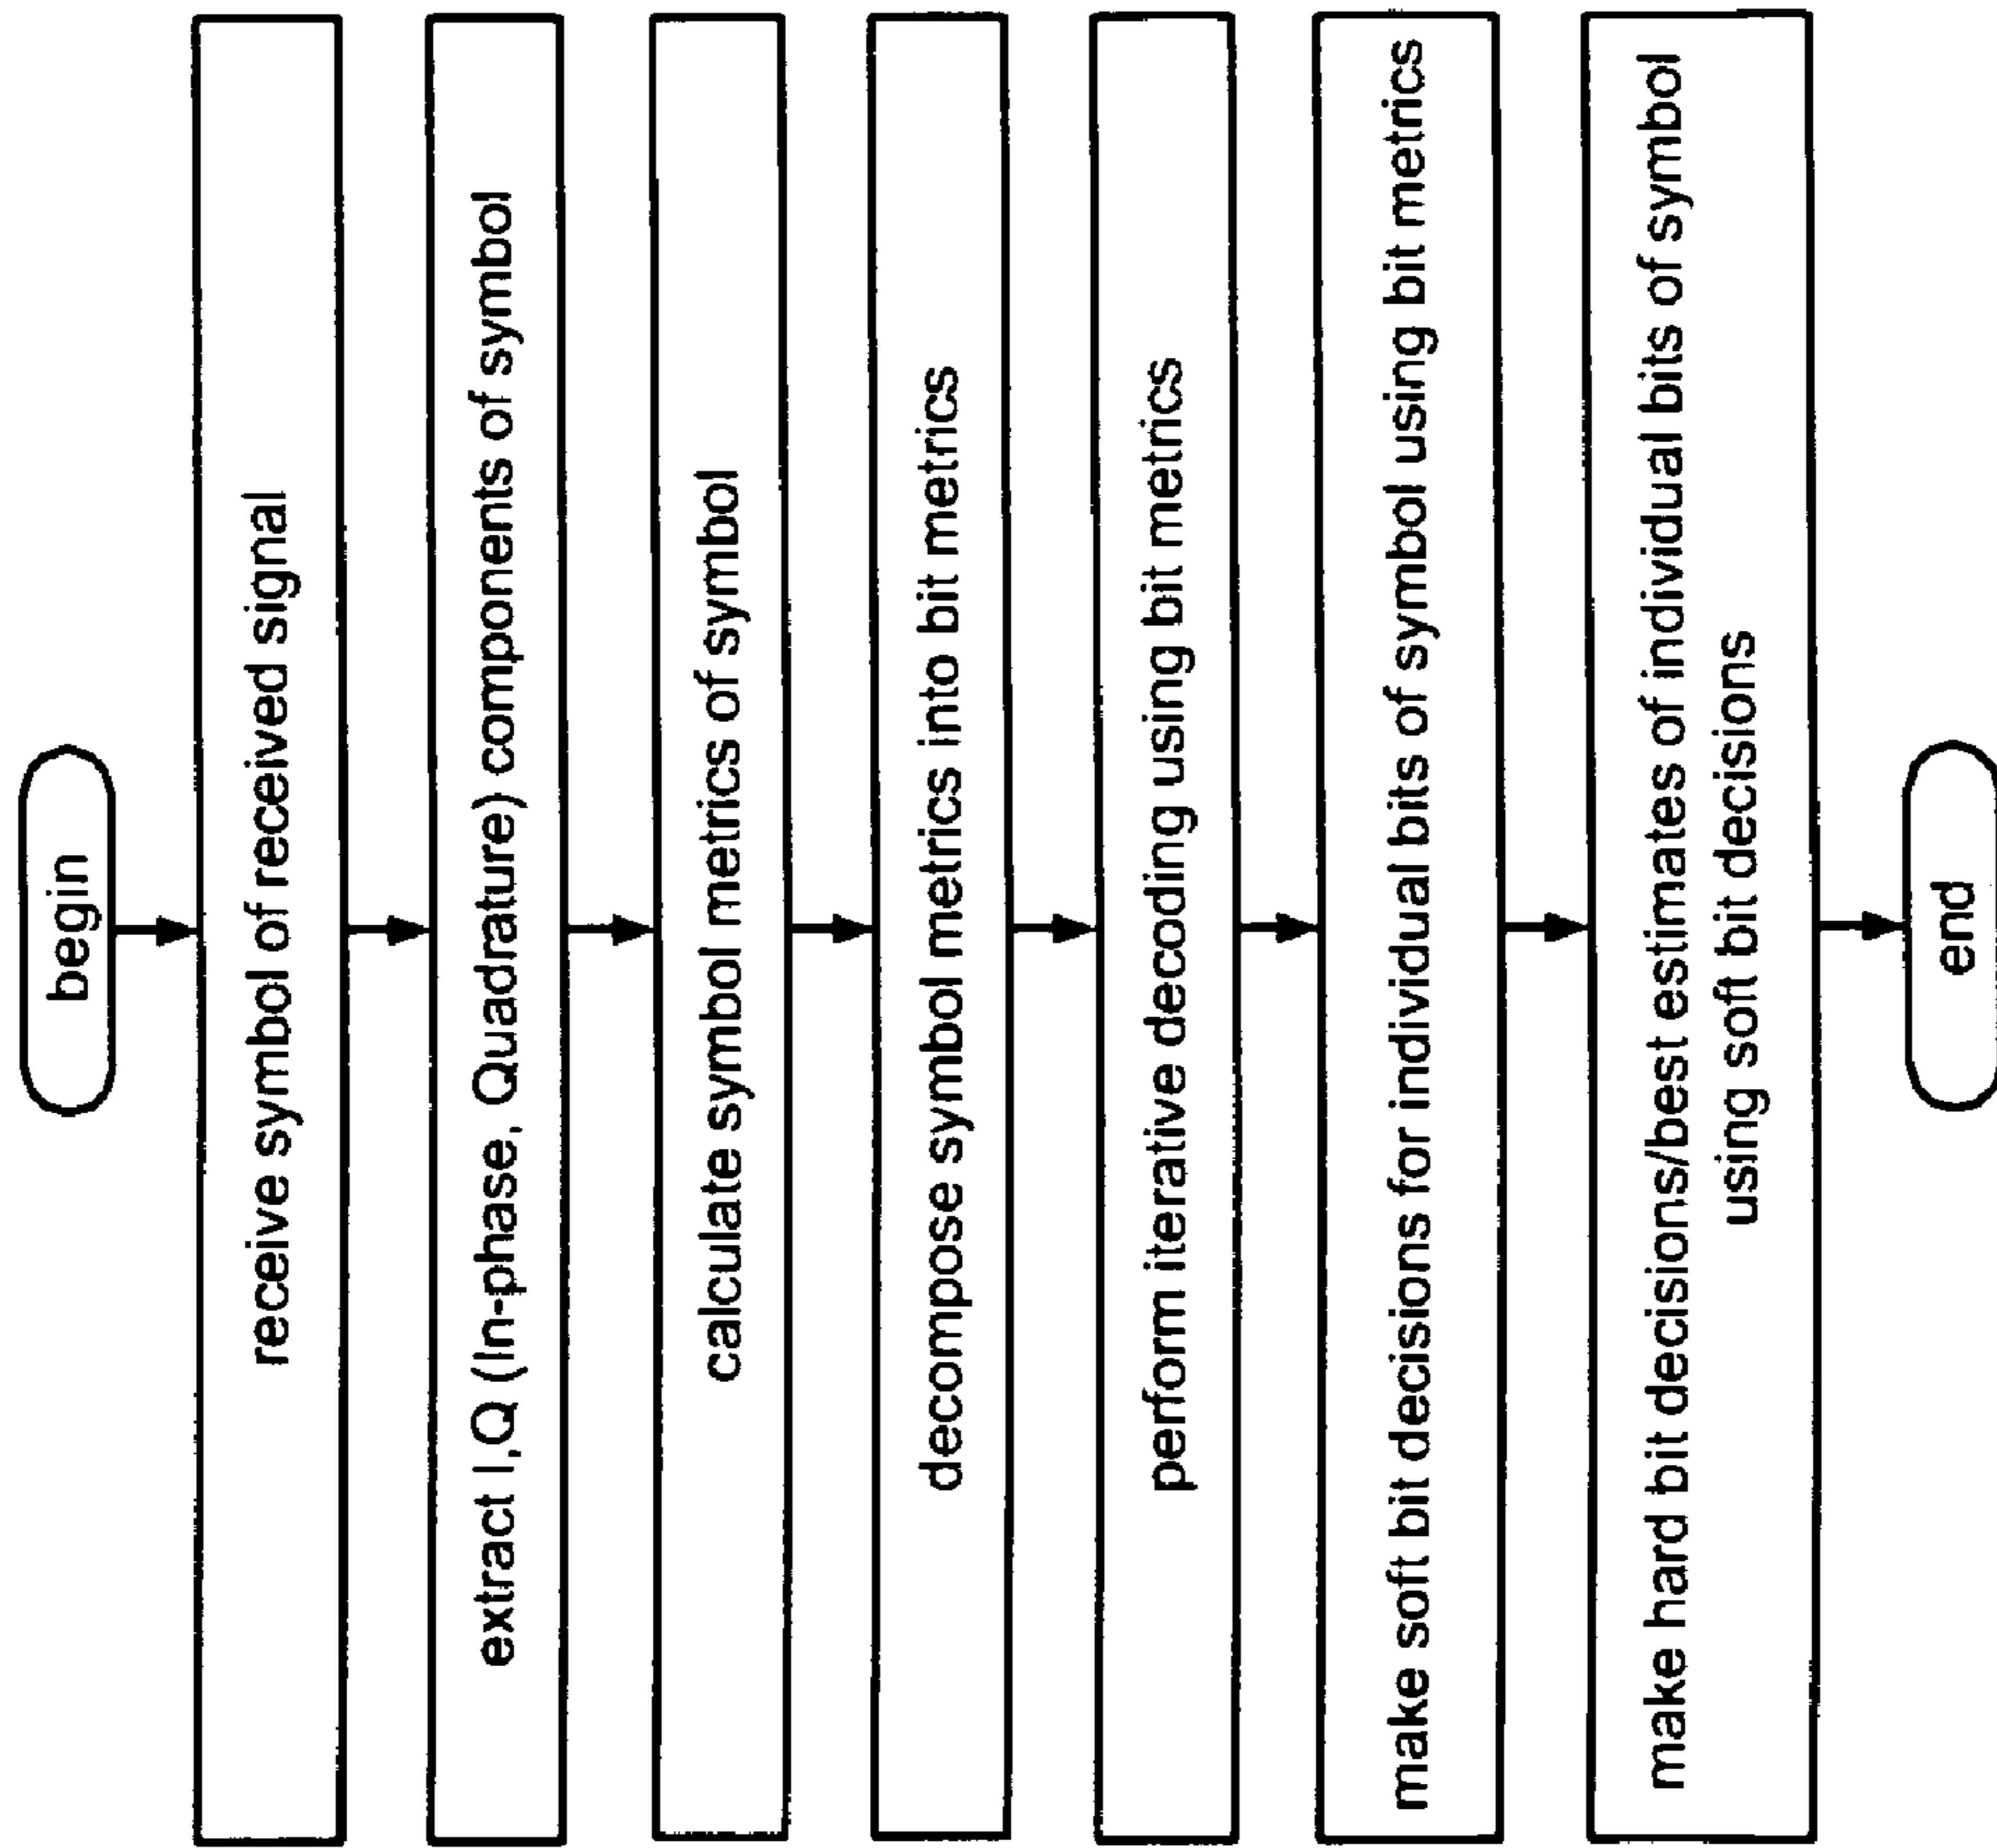 begin
receive symbol of received signal
extract I,Q (In-phase, Quadrature) components of symbol
calculate symbol metrics of symbol
decompose symbol metrics into bit metrics
perform iterative decoding using bit metrics
make soft bit decisions for individual bits of symbol using bit metrics
make hard bit decisions/best estimates of individual bits of symbol
using soft bit decisions
end